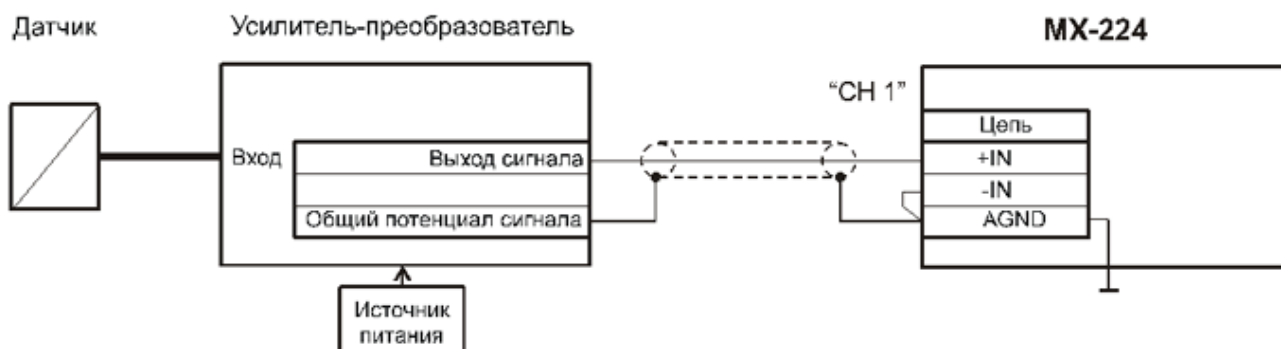 Датчик
Усилитель-преобразователь
MX-224
"CH 1"
Цепь
Вход
Выход сигнала
+IN
-IN
Общий потенциал сигнала
AGND
Источник
питания